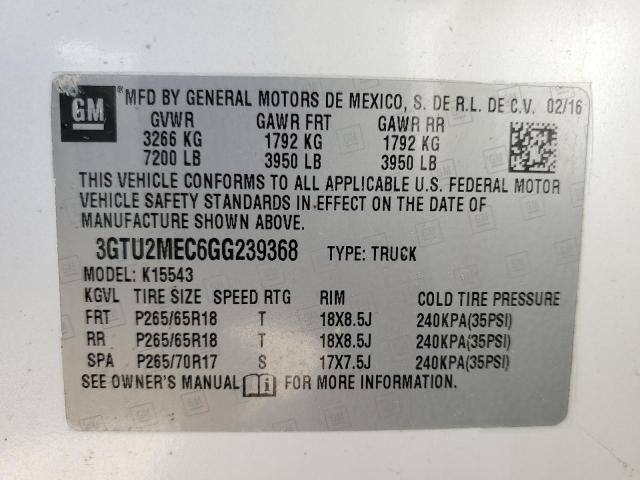 GM ® MFD BY GENERAL MOTORS DE MEXICO, S. DE R.L. DE C.V. 02/16
GVWR GAWR FRT GAWR RR
3266 KG 1792 KG 1792 KG
7200 LB 3950 LB 3950 LB
THIS VEHICLE CONFORMS TO ALL APPLICABLE U.S. FEDERAL MOTOR
VEHICLE SAFETY STANDARDS IN EFFECT ON THE DATE OF
MANUFACTURE SHOWN ABOVE.
3GTU2MEC6GG239368 TYPE: TRUCK
MODEL: K15543
KGVL TIRE SIZE SPEED RTG RIM COLD TIRE PRESSURE
FRT P265/65R18 T 18X8.5J 240KPA(35PSI)
RR P265/65R18 T 18X8.5J 240KPA(35PSI)
SPA P265/70R17 S 17X7.5J 240KPA(35PSI)
SEE OWNER'S MANUAL i FOR MORE INFORMATION.